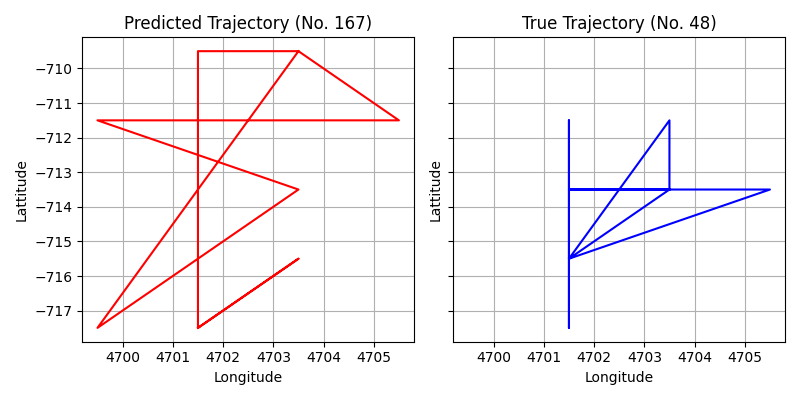 Predicted Trajectory (No. 167)
True Trajectory (No. 48)
−710
−711
−712
−713
−714
−715
−716
−717
Lattitude
Lattitude
4700 4701 4702 4703 4704 4705
4700 4701 4702 4703 4704 4705
Longitude
Longitude